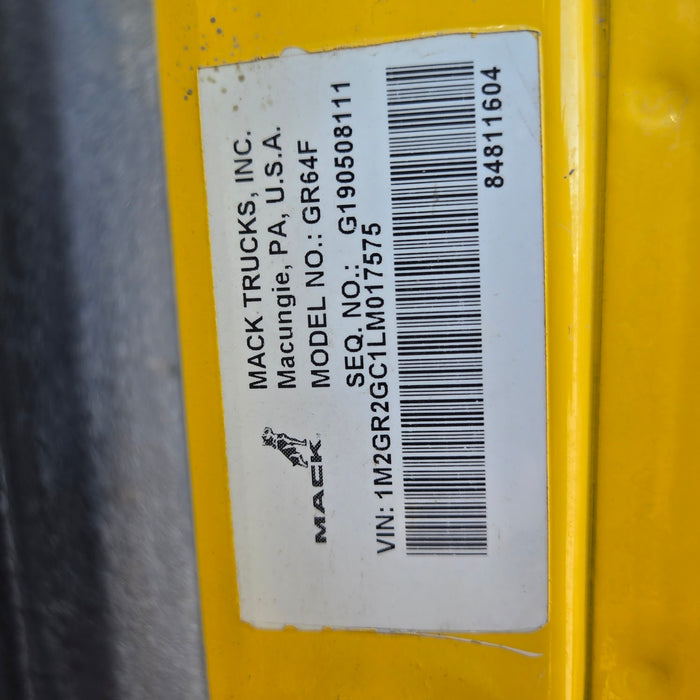 MACK TRUCKS, INC.
Macungie, PA, U.S.A.
MODEL NO.: GR64F
SEQ. NO.: G190508111
MACK
VIN: 1M2GR2GC1LM017575
84811604